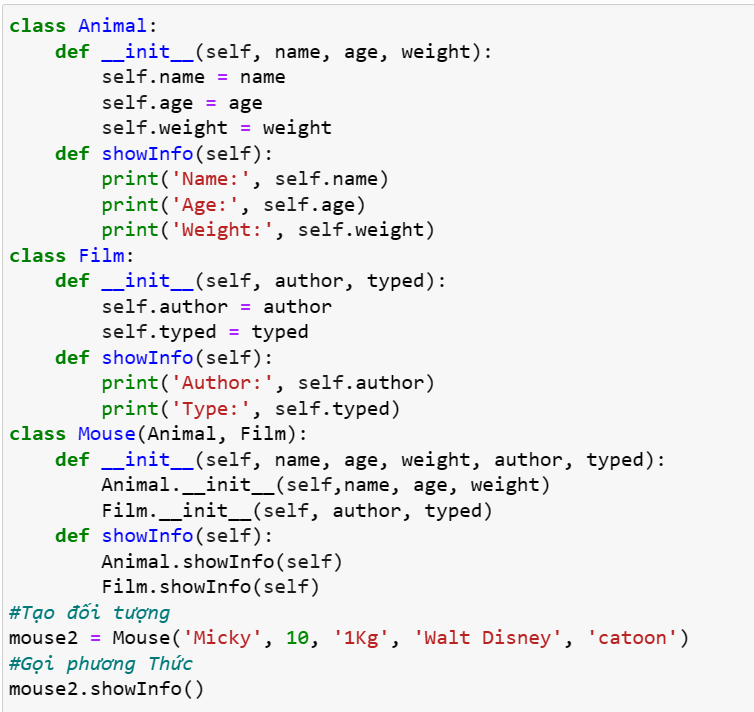 class Animal:
    def __init__(self, name, age, weight):
        self.name = name
        self.age = age
        self.weight = weight
    def showInfo(self):
        print('Name:', self.name)
        print('Age:', self.age)
        print('Weight:', self.weight)
class Film:
    def __init__(self, author, typed):
        self.author = author
        self.typed = typed
    def showInfo(self):
        print('Author:', self.author)
        print('Type:', self.typed)
class Mouse(Animal, Film):
    def __init__(self, name, age, weight, author, typed):
        Animal.__init__(self,name, age, weight)
        Film.__init__(self, author, typed)
    def showInfo(self):
        Animal.showInfo(self)
        Film.showInfo(self)
#Tạo đối tượng
mouse2 = Mouse('Micky', 10, '1Kg', 'Walt Disney', 'catoon')
#Gọi phương Thức
mouse2.showInfo()